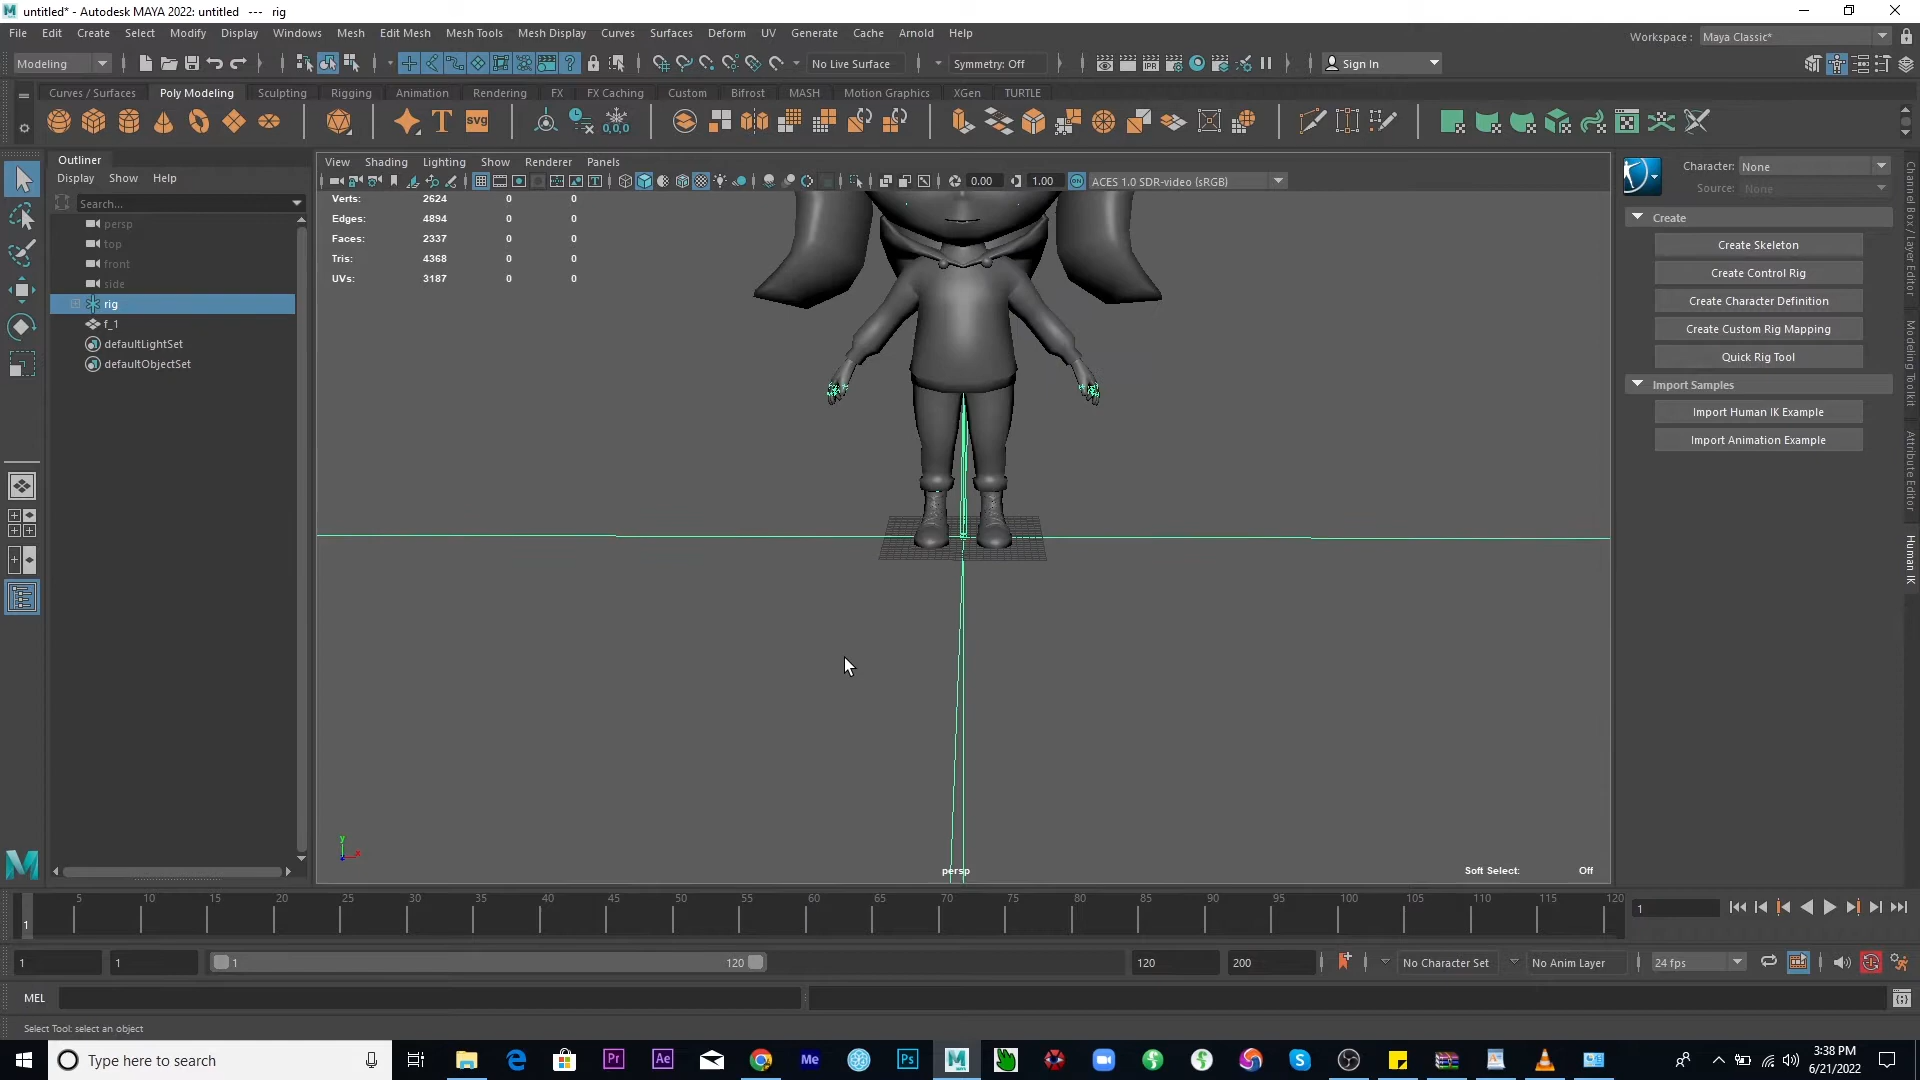 untitled* - Autodesk MAYA 2022: untitled --- rig
File Edit Create Select Modify Display Windows Mesh Edit Mesh Mesh Tools Mesh Display Curves Surfaces Deform UV Generate Cache Arnold Help
Workspace : Maya Classic*
Modeling No Live Surface Symmetry: Off Sign In
Curves / Surfaces Poly Modeling Sculpting Rigging Animation Rendering FX FX Caching Custom Bifrost MASH Motion Graphics XGen TURTLE
T svg 0,0,0
Outliner
Display Show Help
Search...
persp
top
front
side
rig
f_1
defaultLightSet
defaultObjectSet
View Shading Lighting Show Renderer Panels
0.00 1.00 ON ACES 1.0 SDR-video (sRGB)
Verts: 2624 0 0
Edges: 4894 0 0
Faces: 2337 0 0
Tris: 4368 0 0
UVs: 3187 0 0
y
x
persp
Soft Select: Off
Character: None
Source: None
Create
Create Skeleton
Create Control Rig
Create Character Definition
Create Custom Rig Mapping
Quick Rig Tool
Import Samples
Import Human IK Example
Import Animation Example
Channel Box / Layer Editor
Modeling Toolkit
Attribute Editor
Human IK
5 10 15 20 25 30 35 40 45 50 55 60 65 70 75 80 85 90 95 100 105 110 115 120
1 1
1 1 1 120 120 200 No Character Set No Anim Layer 24 fps
MEL
Select Tool: select an object
Type here to search
Pr Ae Me Ps
3:38 PM
6/21/2022